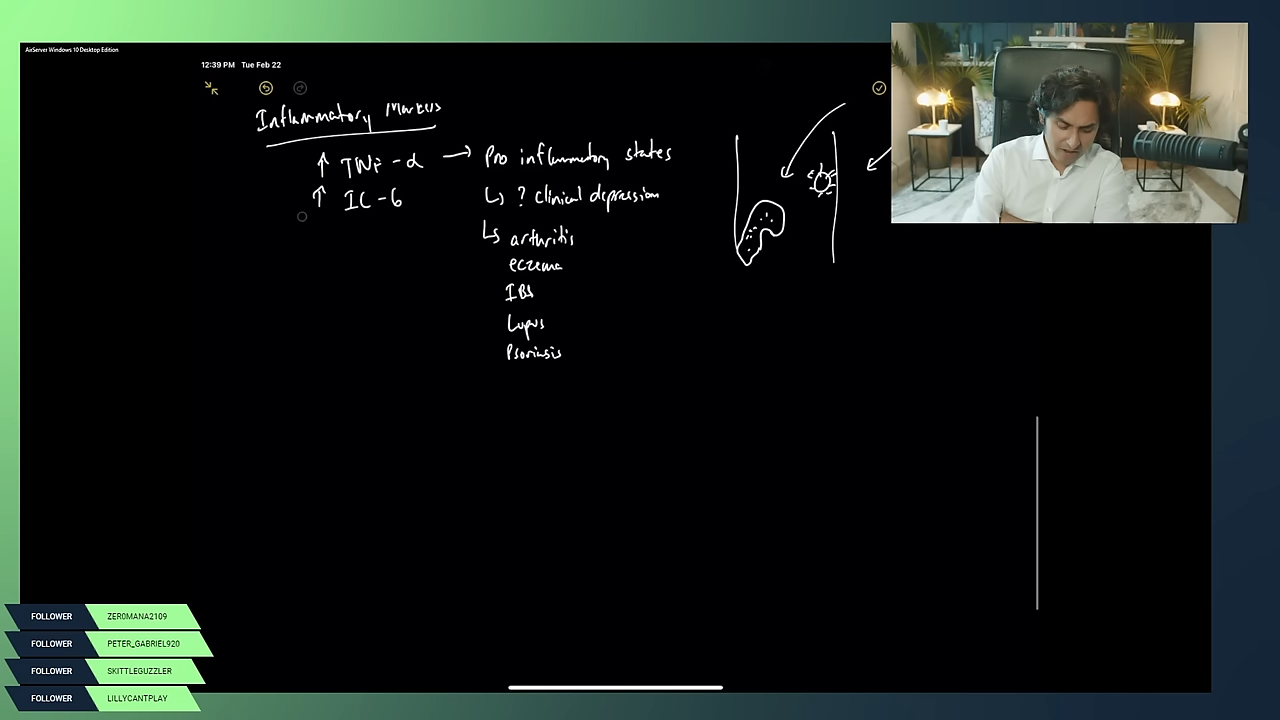 AirServer Windows 10 Desktop Edition
12:39 PM Tue Feb 22
Inflammatory Markers
↑ TNF-α → Pro inflammatory states
↑ IL-6 ↳ ? clinical depression
↳ arthritis
eczema
IBS
Lupus
Psoriasis
FOLLOWER ZER0MANA2109
FOLLOWER PETER_GABRIEL920
FOLLOWER SKITTLEGUZZLER
FOLLOWER LILLYCANTPLAY